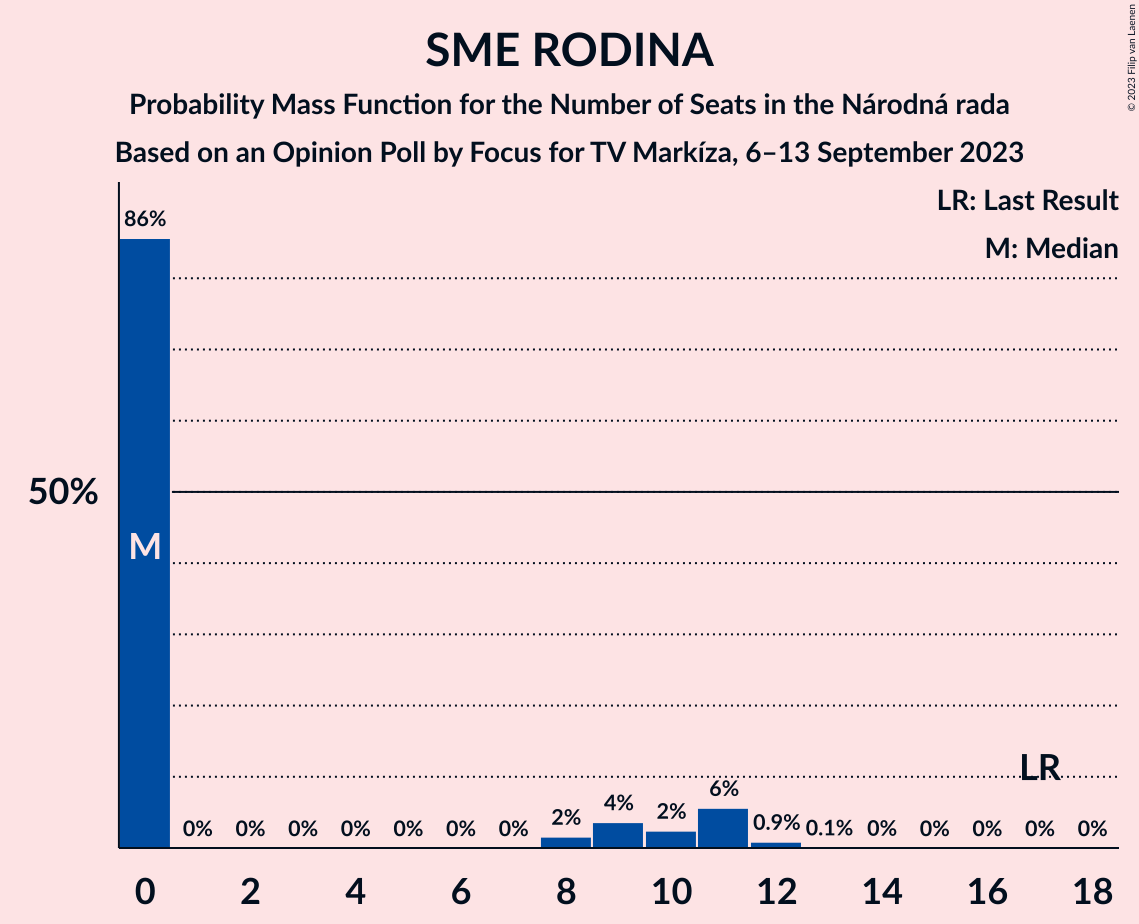 SME RODINA
Probability Mass Function for the Number of Seats in the Národná rada
Based on an Opinion Poll by Focus for TV Markíza, 6–13 September 2023
© 2023 Filip van Laenen
LR: Last Result
M: Median
86%
50%
M
LR
0% 0% 0% 0% 0% 0% 0% 2% 4% 2% 6% 0.9% 0.1% 0% 0% 0% 0% 0%
0 2 4 6 8 10 12 14 16 18